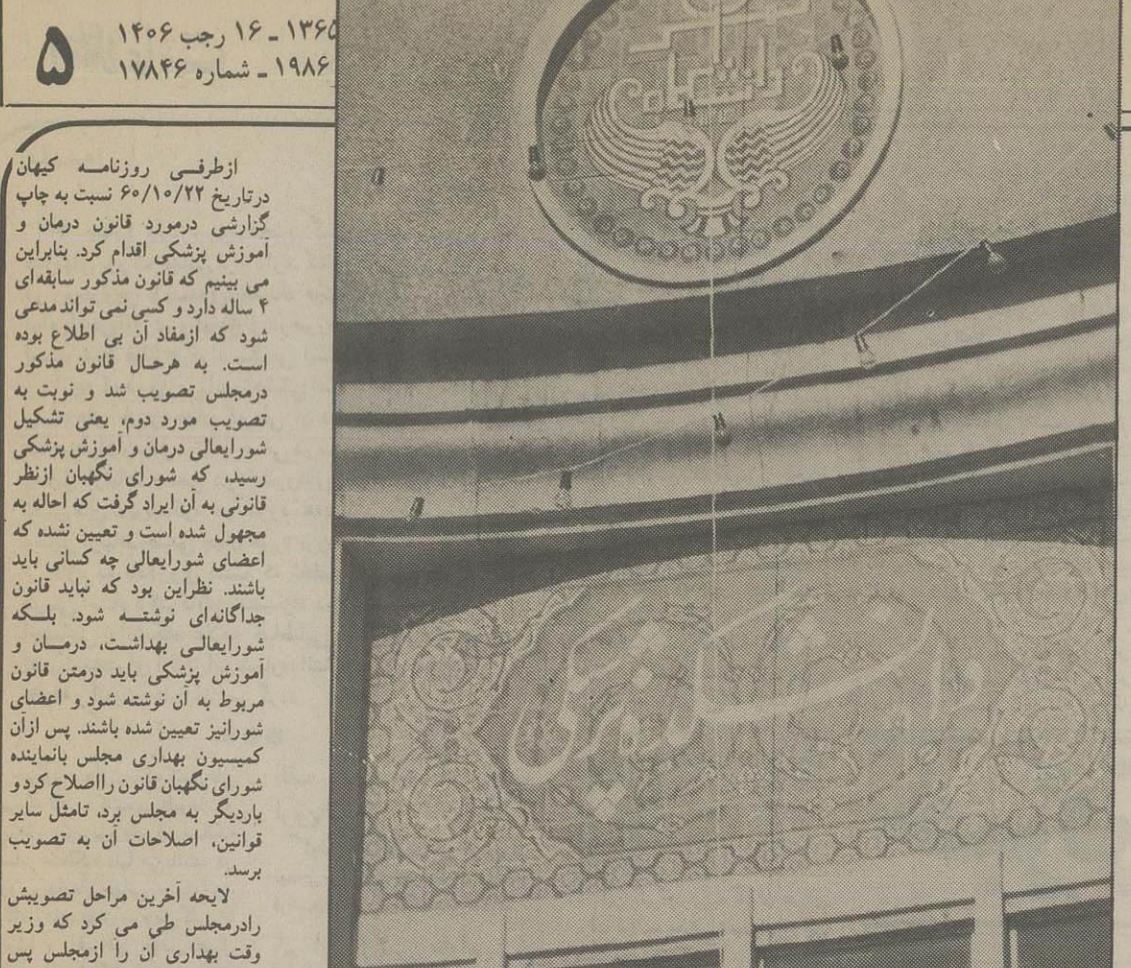 ۱۳۶۵ ـ ۱۶ رجب ۱۴۰۶
۱۹۸۶ ـ شماره ۱۷۸۴۶
۵
دانشگاه
دانشکده پزشکی
ازطرفی روزنامه کیهان
درتاریخ ۶۰/۱۰/۲۲ نسبت به چاپ
گزارشی درمورد قانون درمان و
آموزش پزشکی اقدام کرد. بنابراین
می بینیم که قانون مذکور سابقه‌ای
۴ ساله دارد و کسی نمی تواند مدعی
شود که ازمفاد آن بی اطلاع بوده
است. به هرحال قانون مذکور
درمجلس تصویب شد و نوبت به
تصویب مورد دوم، یعنی تشکیل
شورایعالی درمان و آموزش پزشکی
رسید، که شورای نگهبان ازنظر
قانونی به آن ایراد گرفت که احاله به
مجهول شده است و تعیین نشده که
اعضای شورایعالی چه کسانی باید
باشند. نظراین بود که نباید قانون
جداگانه‌ای نوشته شود. بلکه
شورایعالی بهداشت، درمان و
آموزش پزشکی باید درمتن قانون
مربوط به آن نوشته شود و اعضای
شورانیز تعیین شده باشند. پس ازآن
کمیسیون بهداری مجلس بانماینده
شورای نگهبان قانون رااصلاح کرد و
باردیگر به مجلس برد، تامثل سایر
قوانین، اصلاحات آن به تصویب
برسد.
لایحه آخرین مراحل تصویبش
رادرمجلس طی می کرد که وزیر
وقت بهداری آن را ازمجلس پس